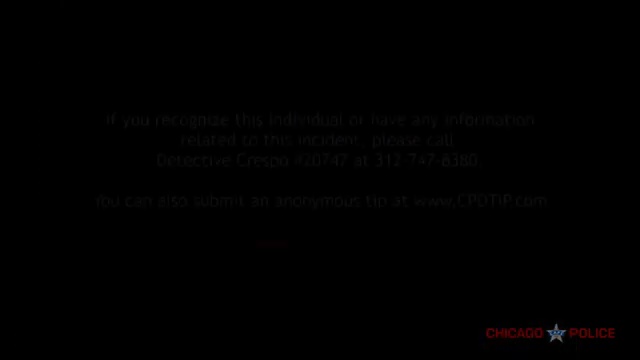 If you recognize this individual or have any information
related to this incident, please call
Detective Crespo #20747 at 312-747-8380.
You can also submit an anonymous tip at www.CPDTIP.com
CHICAGO POLICE